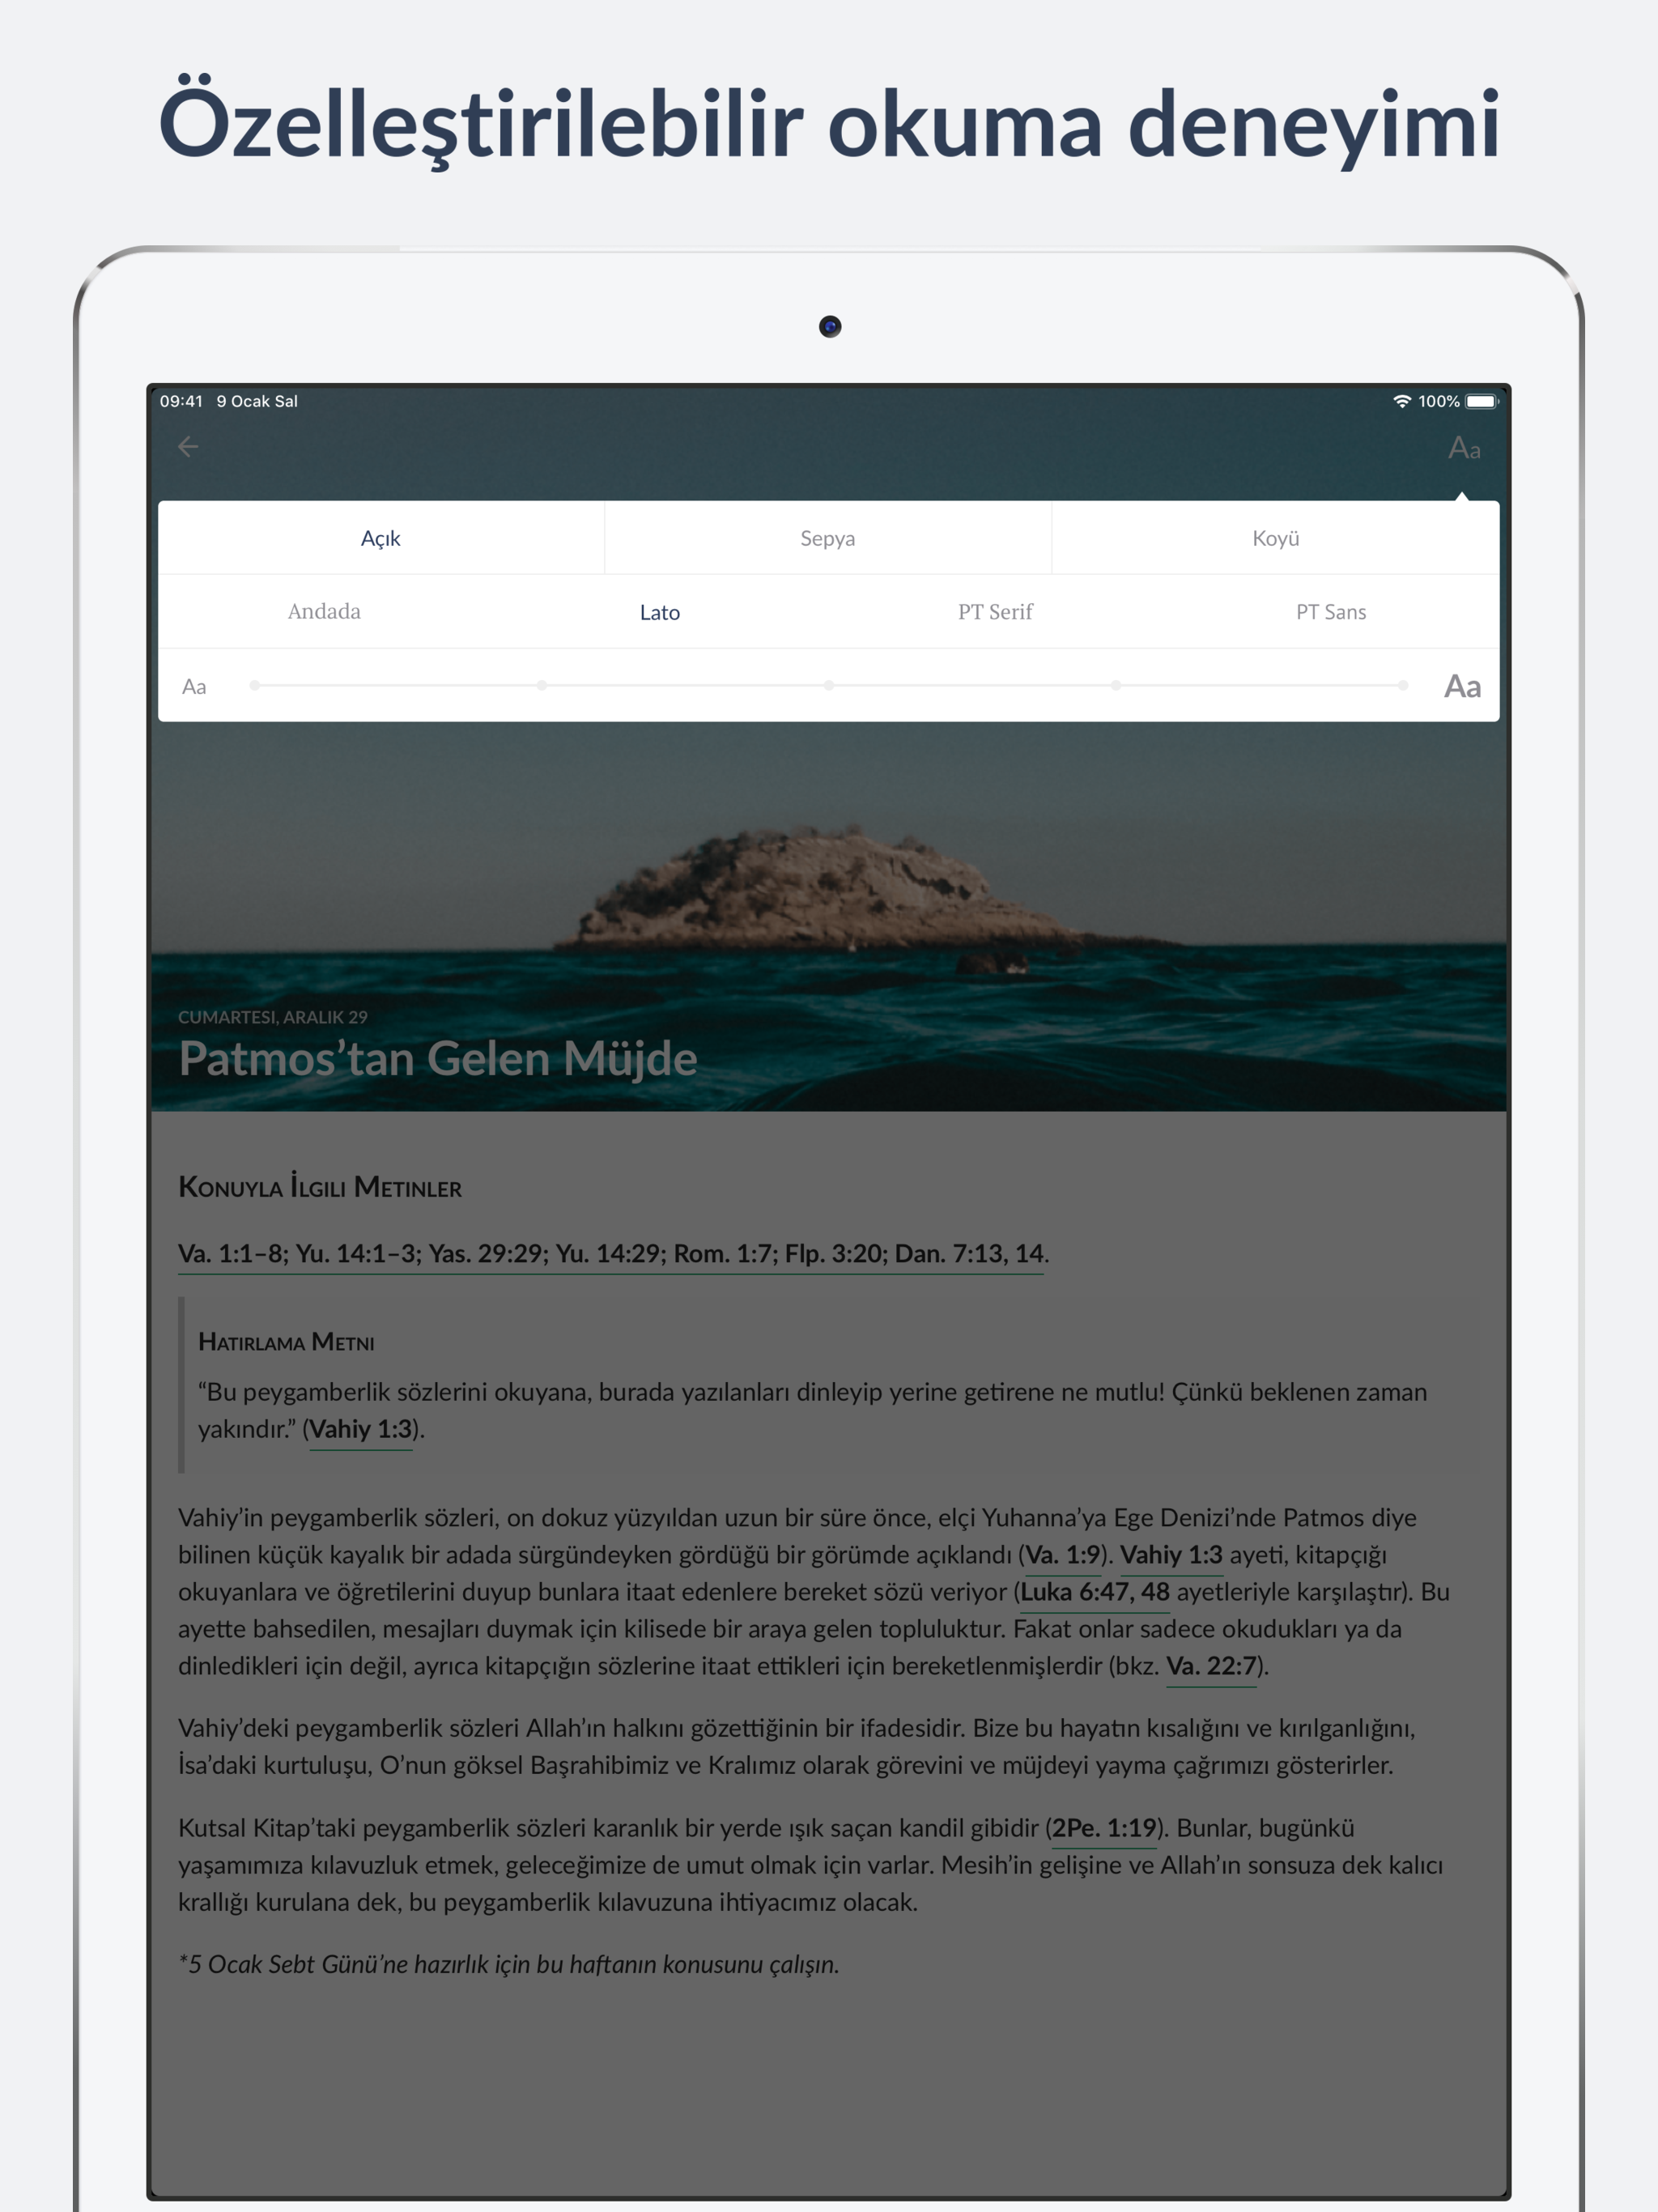 Özelleştirilebilir okuma deneyimi
09:41 9 Ocak Sal
100%
Aa
Açık Sepya Koyü
Andada Lato PT Serif PT Sans
Aa Aa
CUMARTESI, ARALIK 29
Patmos’tan Gelen Müjde
Konuyla İlgili Metinler
Va. 1:1–8; Yu. 14:1–3; Yas. 29:29; Yu. 14:29; Rom. 1:7; Flp. 3:20; Dan. 7:13, 14.
Hatırlama Metni
“Bu peygamberlik sözlerini okuyana, burada yazılanları dinleyip yerine getirene ne mutlu! Çünkü beklenen zaman
yakındır.” (Vahiy 1:3).
Vahiy’in peygamberlik sözleri, on dokuz yüzyıldan uzun bir süre önce, elçi Yuhanna’ya Ege Denizi’nde Patmos diye
bilinen küçük kayalık bir adada sürgündeyken gördüğü bir görümde açıklandı (Va. 1:9). Vahiy 1:3 ayeti, kitapçığı
okuyanlara ve öğretilerini duyup bunlara itaat edenlere bereket sözü veriyor (Luka 6:47, 48 ayetleriyle karşılaştır). Bu
ayette bahsedilen, mesajları duymak için kilisede bir araya gelen topluluktur. Fakat onlar sadece okudukları ya da
dinledikleri için değil, ayrıca kitapçığın sözlerine itaat ettikleri için bereketlenmişlerdir (bkz. Va. 22:7).
Vahiy’deki peygamberlik sözleri Allah’ın halkını gözettiğinin bir ifadesidir. Bize bu hayatın kısalığını ve kırılganlığını,
İsa’daki kurtuluşu, O’nun göksel Başrahibimiz ve Kralımız olarak görevini ve müjdeyi yayma çağrımızı gösterirler.
Kutsal Kitap’taki peygamberlik sözleri karanlık bir yerde ışık saçan kandil gibidir (2Pe. 1:19). Bunlar, bugünkü
yaşamımıza kılavuzluk etmek, geleceğimize de umut olmak için varlar. Mesih’in gelişine ve Allah’ın sonsuza dek kalıcı
krallığı kurulana dek, bu peygamberlik kılavuzuna ihtiyacımız olacak.
*5 Ocak Sebt Günü’ne hazırlık için bu haftanın konusunu çalışın.